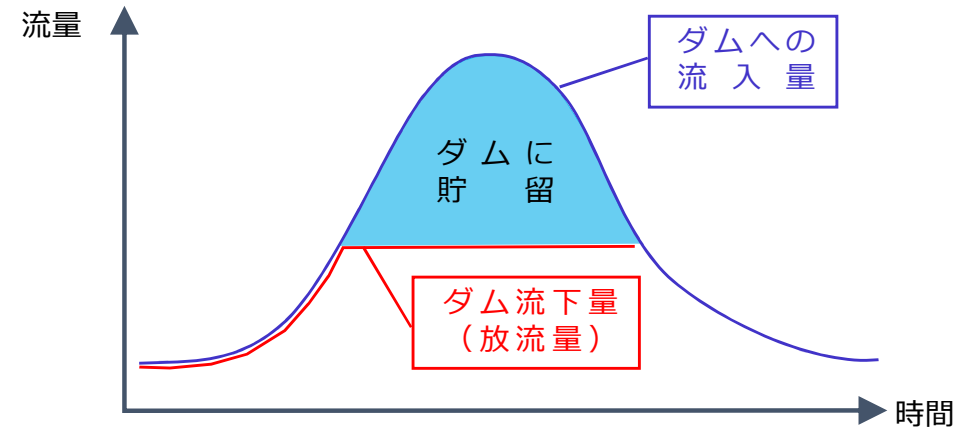 流量
ダムへの
流入量
ダムに
貯留
ダム流下量
（放流量）
時間